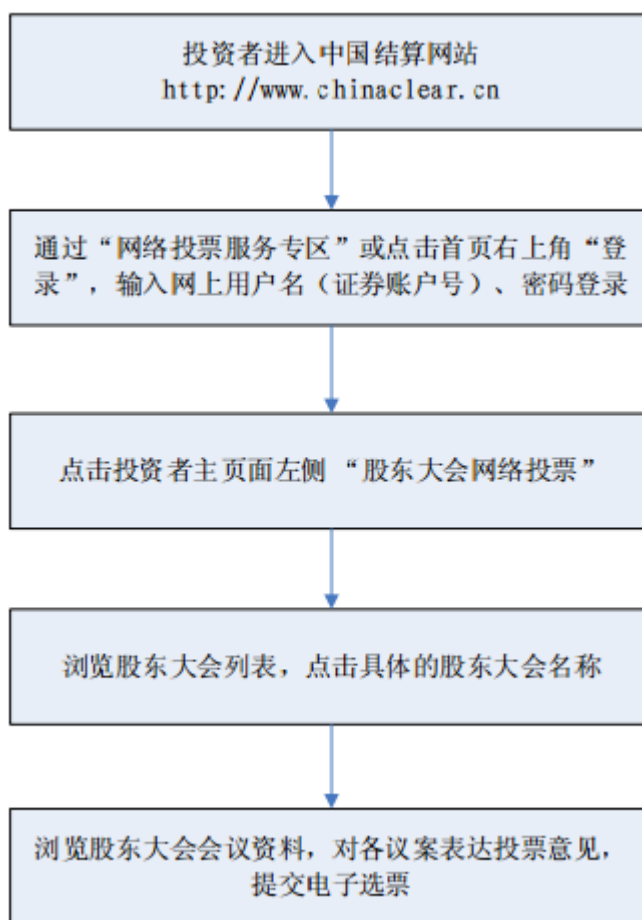 投资者进入中国结算网站
http://www.chinaclear.cn
通过“网络投票服务专区”或点击首页右上角“登
录”，输入网上用户名（证券账户号）、密码登录
点击投资者主页面左侧 “股东大会网络投票”
浏览股东大会列表，点击具体的股东大会名称
浏览股东大会会议资料，对各议案表达投票意见，
提交电子选票